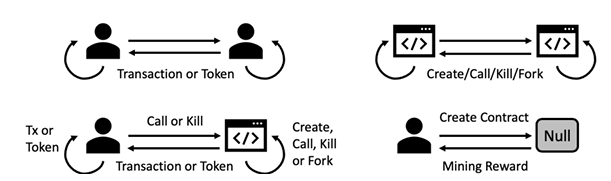 Transaction or Token
Create/Call/Kill/Fork
Tx or
Token
Call or Kill
</>
Transaction or Token
Create,
Call, Kill
or Fork
Create Contract
Null
Mining Reward